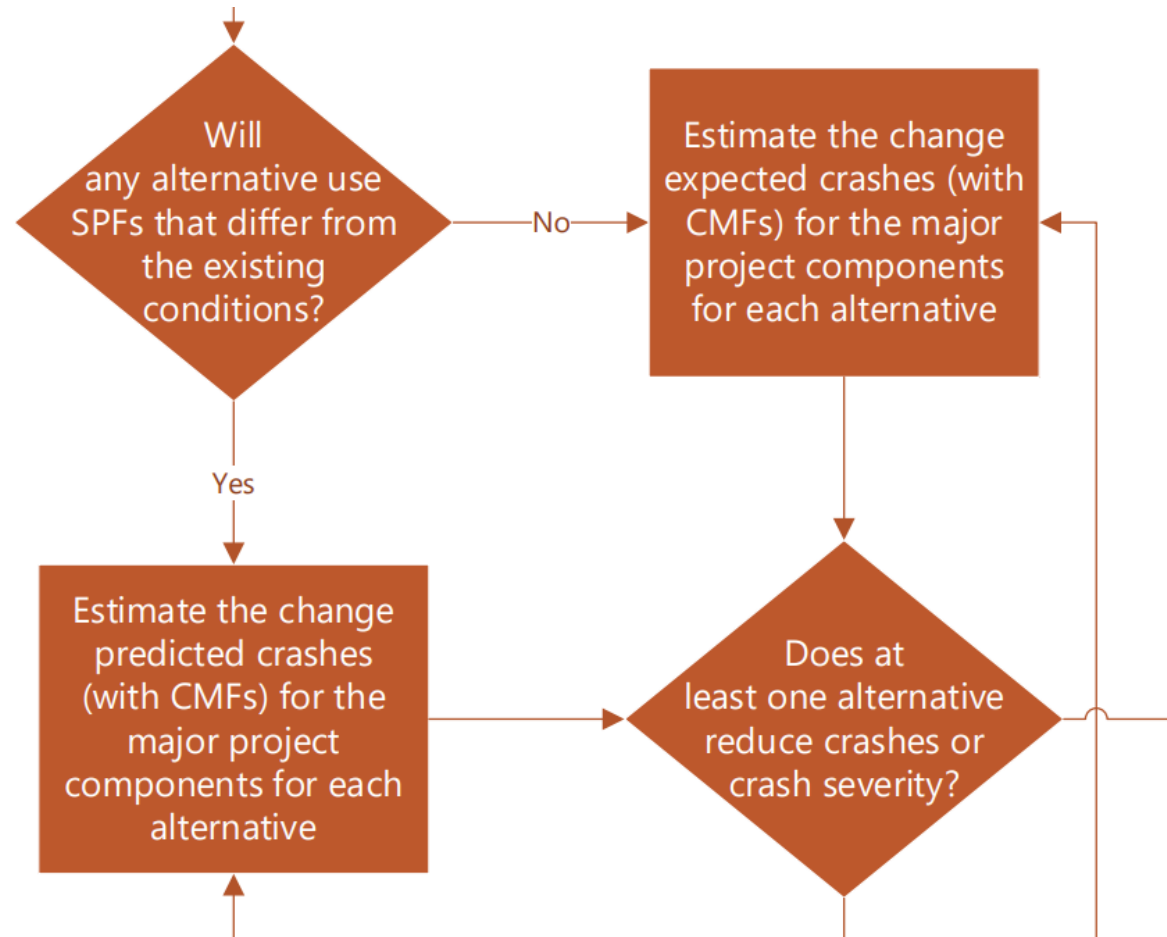 Will
any alternative use
SPFs that differ from
the existing
conditions?
No
Estimate the change
expected crashes (with
CMFs) for the major
project components
for each alternative
Yes
Estimate the change
predicted crashes
(with CMFs) for the
major project
components for each
alternative
Does at
least one alternative
reduce crashes or
crash severity?